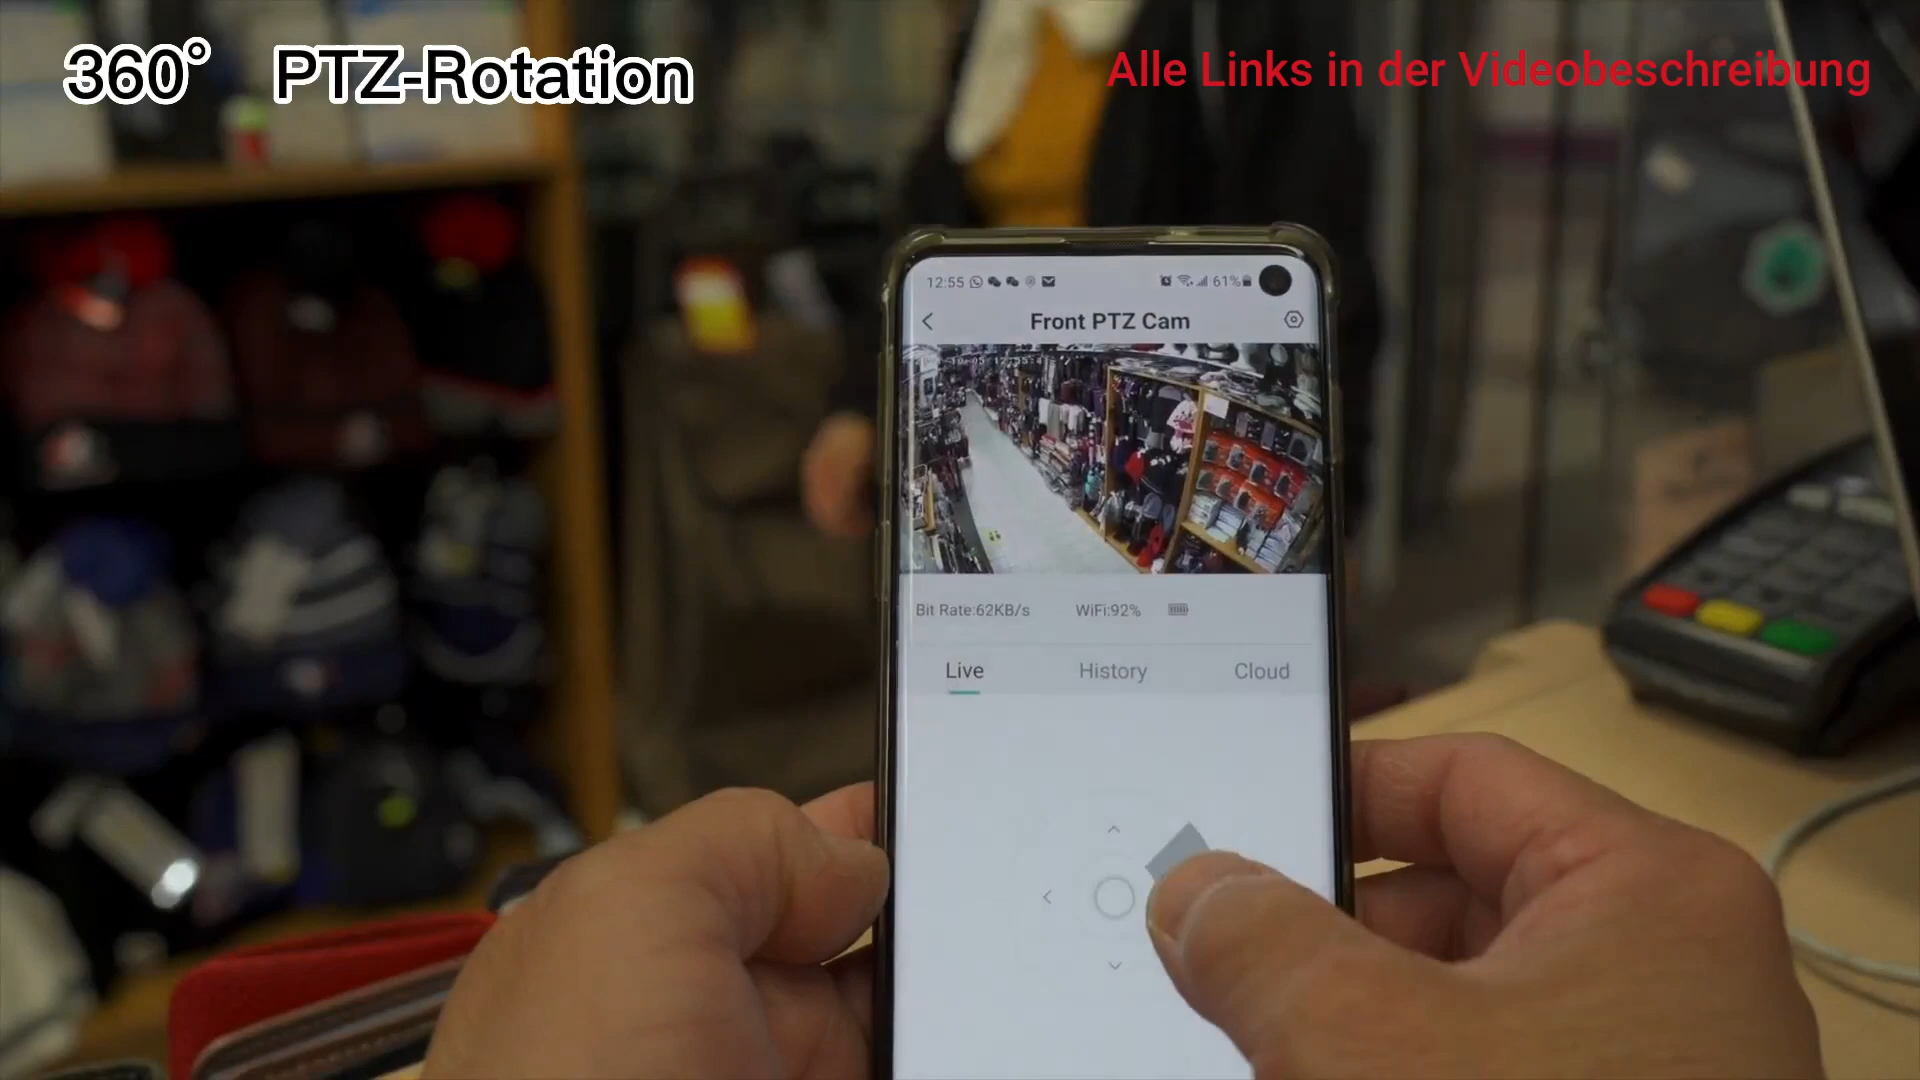 360° PTZ-Rotation
Alle Links in der Videobeschreibung
12:55
61%
Front PTZ Cam
Bit Rate:62KB/s WiFi:92%
Live History Cloud